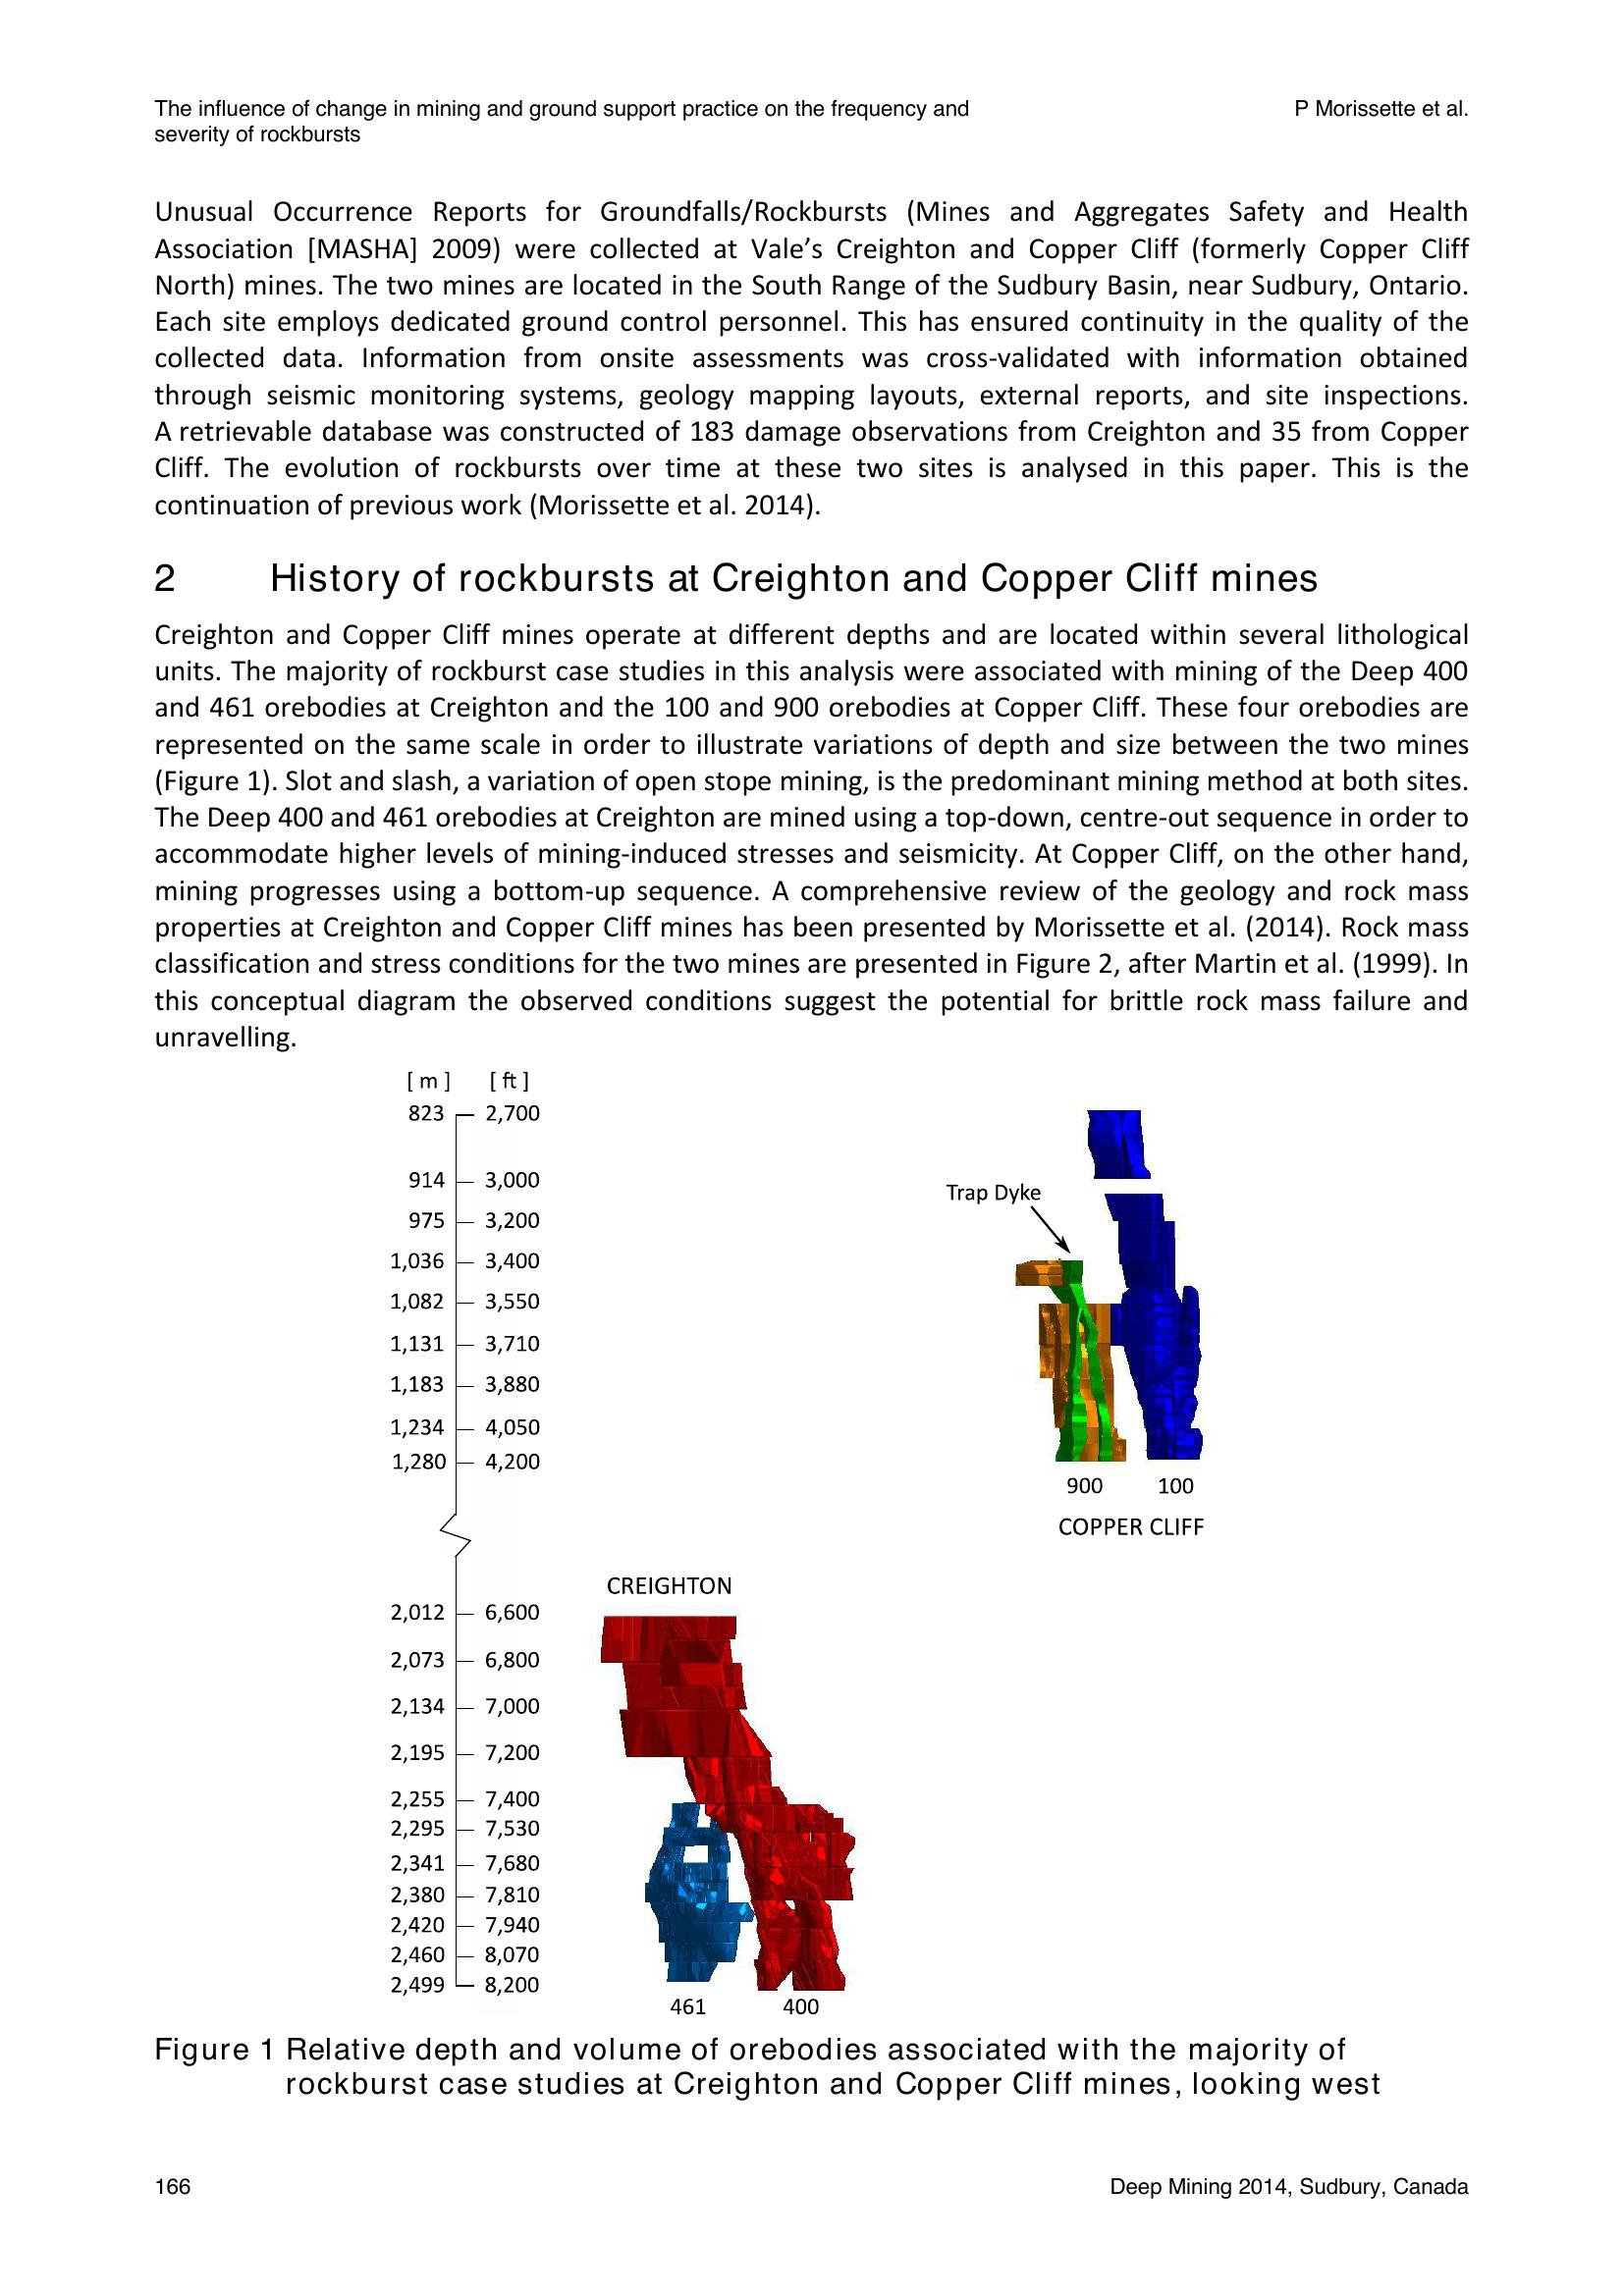 The influence of change in mining and ground support practice on the frequency and
severity of rockbursts
P Morissette et al.
Unusual Occurrence Reports for Groundfalls/Rockbursts (Mines and Aggregates Safety and Health
Association [MASHA] 2009) were collected at Vale’s Creighton and Copper Cliff (formerly Copper Cliff
North) mines. The two mines are located in the South Range of the Sudbury Basin, near Sudbury, Ontario.
Each site employs dedicated ground control personnel. This has ensured continuity in the quality of the
collected data. Information from onsite assessments was cross-validated with information obtained
through seismic monitoring systems, geology mapping layouts, external reports, and site inspections.
A retrievable database was constructed of 183 damage observations from Creighton and 35 from Copper
Cliff. The evolution of rockbursts over time at these two sites is analysed in this paper. This is the
continuation of previous work (Morissette et al. 2014).
2 History of rockbursts at Creighton and Copper Cliff mines
Creighton and Copper Cliff mines operate at different depths and are located within several lithological
units. The majority of rockburst case studies in this analysis were associated with mining of the Deep 400
and 461 orebodies at Creighton and the 100 and 900 orebodies at Copper Cliff. These four orebodies are
represented on the same scale in order to illustrate variations of depth and size between the two mines
(Figure 1). Slot and slash, a variation of open stope mining, is the predominant mining method at both sites.
The Deep 400 and 461 orebodies at Creighton are mined using a top-down, centre-out sequence in order to
accommodate higher levels of mining-induced stresses and seismicity. At Copper Cliff, on the other hand,
mining progresses using a bottom-up sequence. A comprehensive review of the geology and rock mass
properties at Creighton and Copper Cliff mines has been presented by Morissette et al. (2014). Rock mass
classification and stress conditions for the two mines are presented in Figure 2, after Martin et al. (1999). In
this conceptual diagram the observed conditions suggest the potential for brittle rock mass failure and
unravelling.
[ m ] [ ft ]
823 2,700
914 3,000
975 3,200
1,036 3,400
1,082 3,550
1,131 3,710
1,183 3,880
1,234 4,050
1,280 4,200
Trap Dyke
900 100
COPPER CLIFF
CREIGHTON
2,012 6,600
2,073 6,800
2,134 7,000
2,195 7,200
2,255 7,400
2,295 7,530
2,341 7,680
2,380 7,810
2,420 7,940
2,460 8,070
2,499 8,200
461 400
Figure 1 Relative depth and volume of orebodies associated with the majority of
rockburst case studies at Creighton and Copper Cliff mines, looking west
166
Deep Mining 2014, Sudbury, Canada